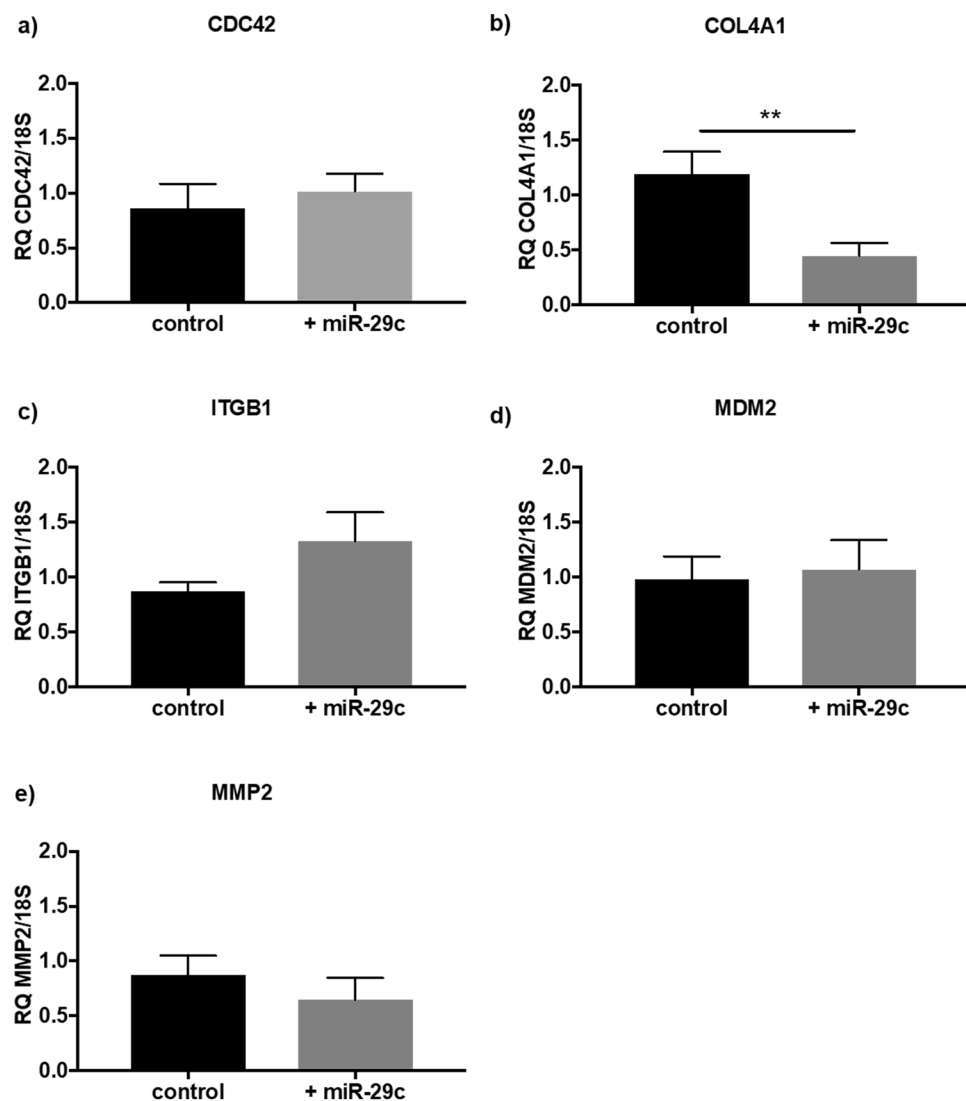 a)
CDC42
RQ CDC42/18S
2.0
1.5
1.0
0.5
0.0
control
+ miR-29c
b)
COL4A1
RQ COL4A1/18S
2.0
1.5
1.0
0.5
0.0
**
control
+ miR-29c
c)
ITGB1
RQ ITGB1/18S
2.0
1.5
1.0
0.5
0.0
control
+ miR-29c
d)
MDM2
RQ MDM2/18S
2.0
1.5
1.0
0.5
0.0
control
+ miR-29c
e)
MMP2
RQ MMP2/18S
2.0
1.5
1.0
0.5
0.0
control
+ miR-29c